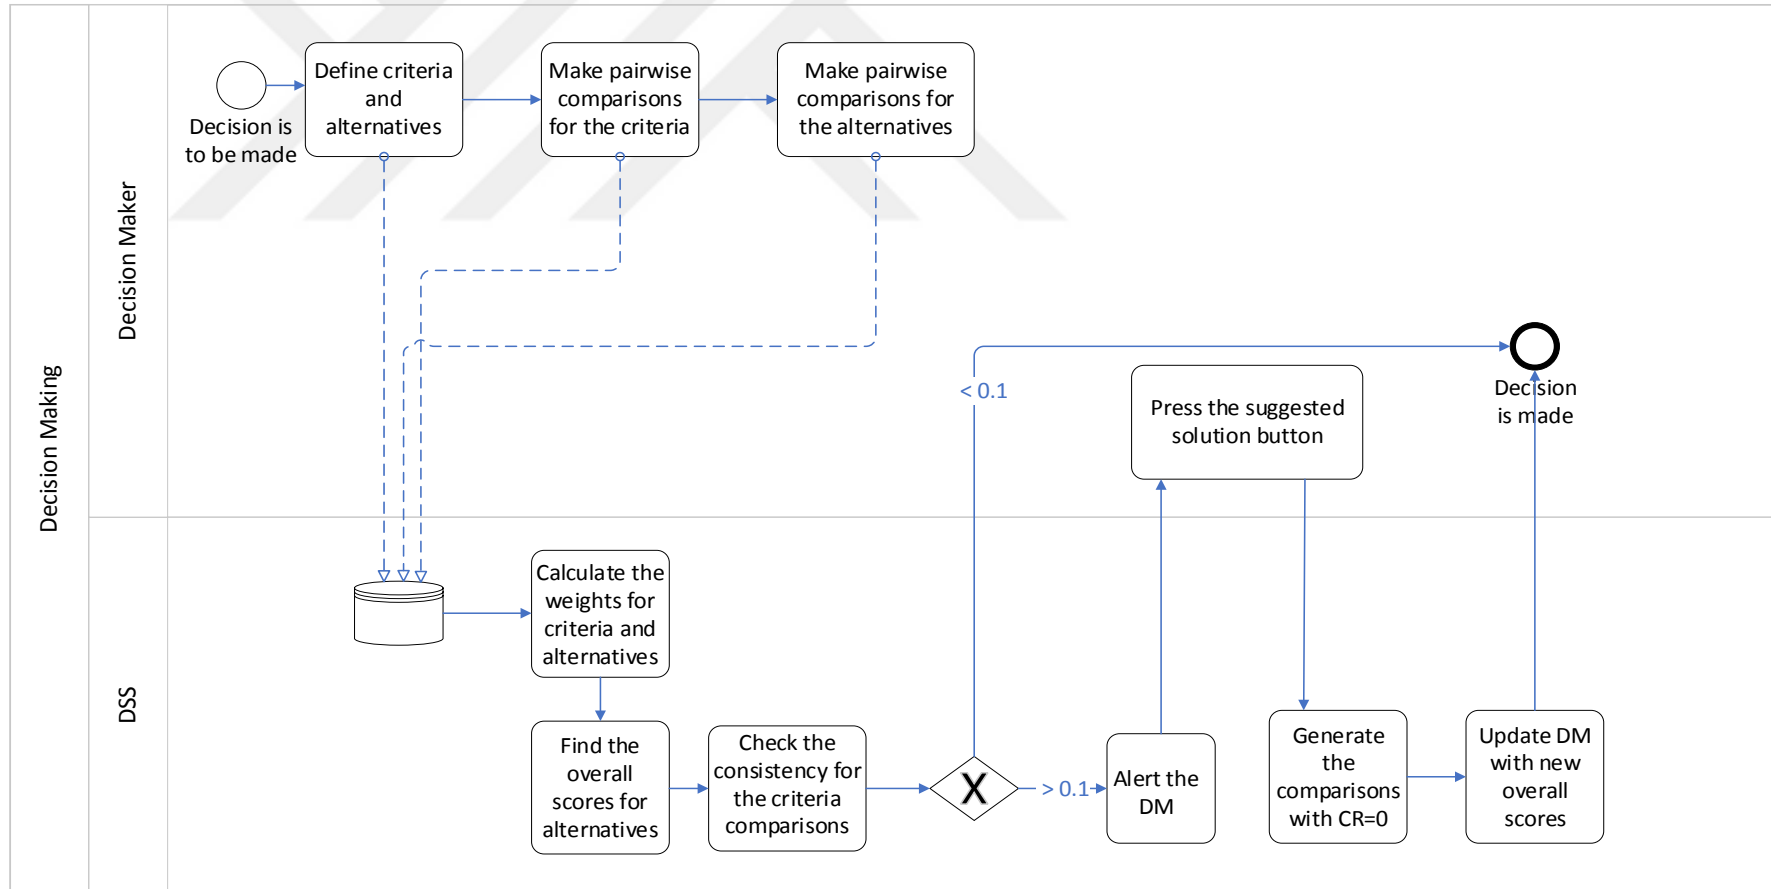 Decision Making
Decision Maker
Decision is
to be made
Define criteria
and
alternatives
Make pairwise
comparisons
for the criteria
Make pairwise
comparisons for
the alternatives
< 0.1
Press the suggested
solution button
Decision
is made
DSS
Calculate the
weights for
criteria and
alternatives
Find the
overall
scores for
alternatives
Check the
consistency for
the criteria
comparisons
X
> 0.1
Alert the
DM
Generate
the
comparisons
with CR=0
Update DM
with new
overall
scores